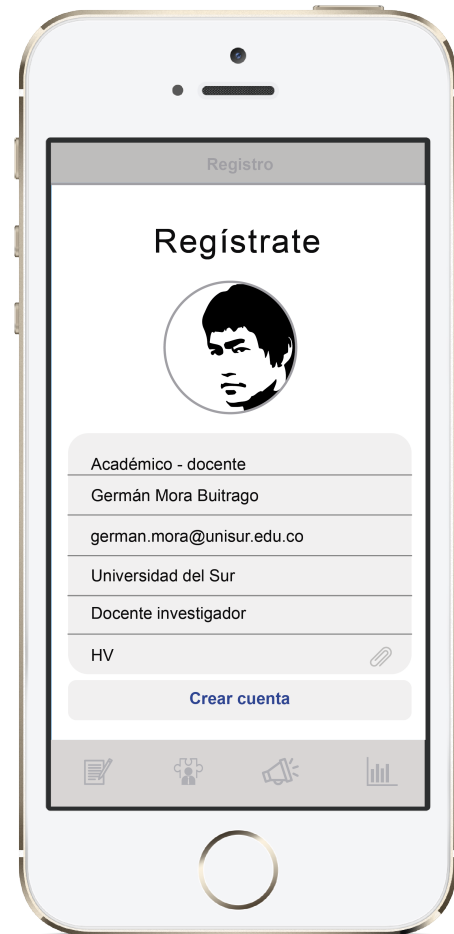 Registro
Regístrate
Académico - docente
Germán Mora Buitrago
german.mora@unisur.edu.co
Universidad del Sur
Docente investigador
HV
Crear cuenta